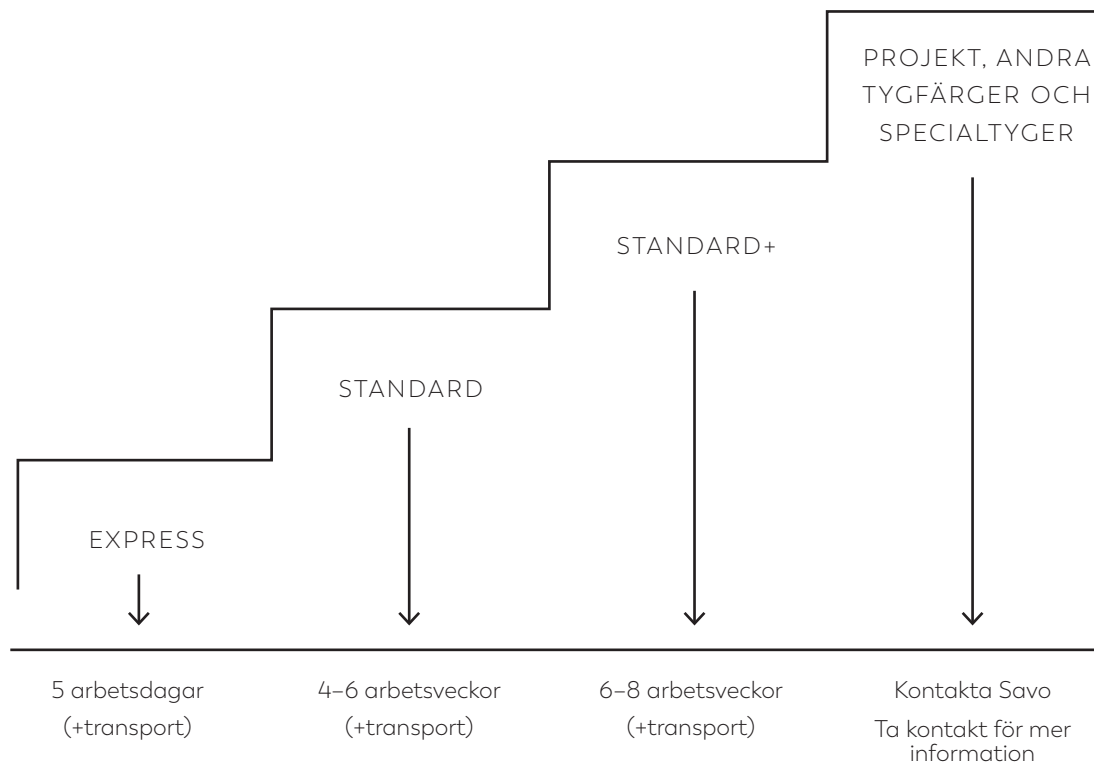 PROJEKT, ANDRA
TYGFÄRGER OCH
SPECIALTYGER
STANDARD+
STANDARD
EXPRESS
5 arbetsdagar
(+transport)
4–6 arbetsveckor
(+transport)
6–8 arbetsveckor
(+transport)
Kontakta Savo
Ta kontakt för mer
information